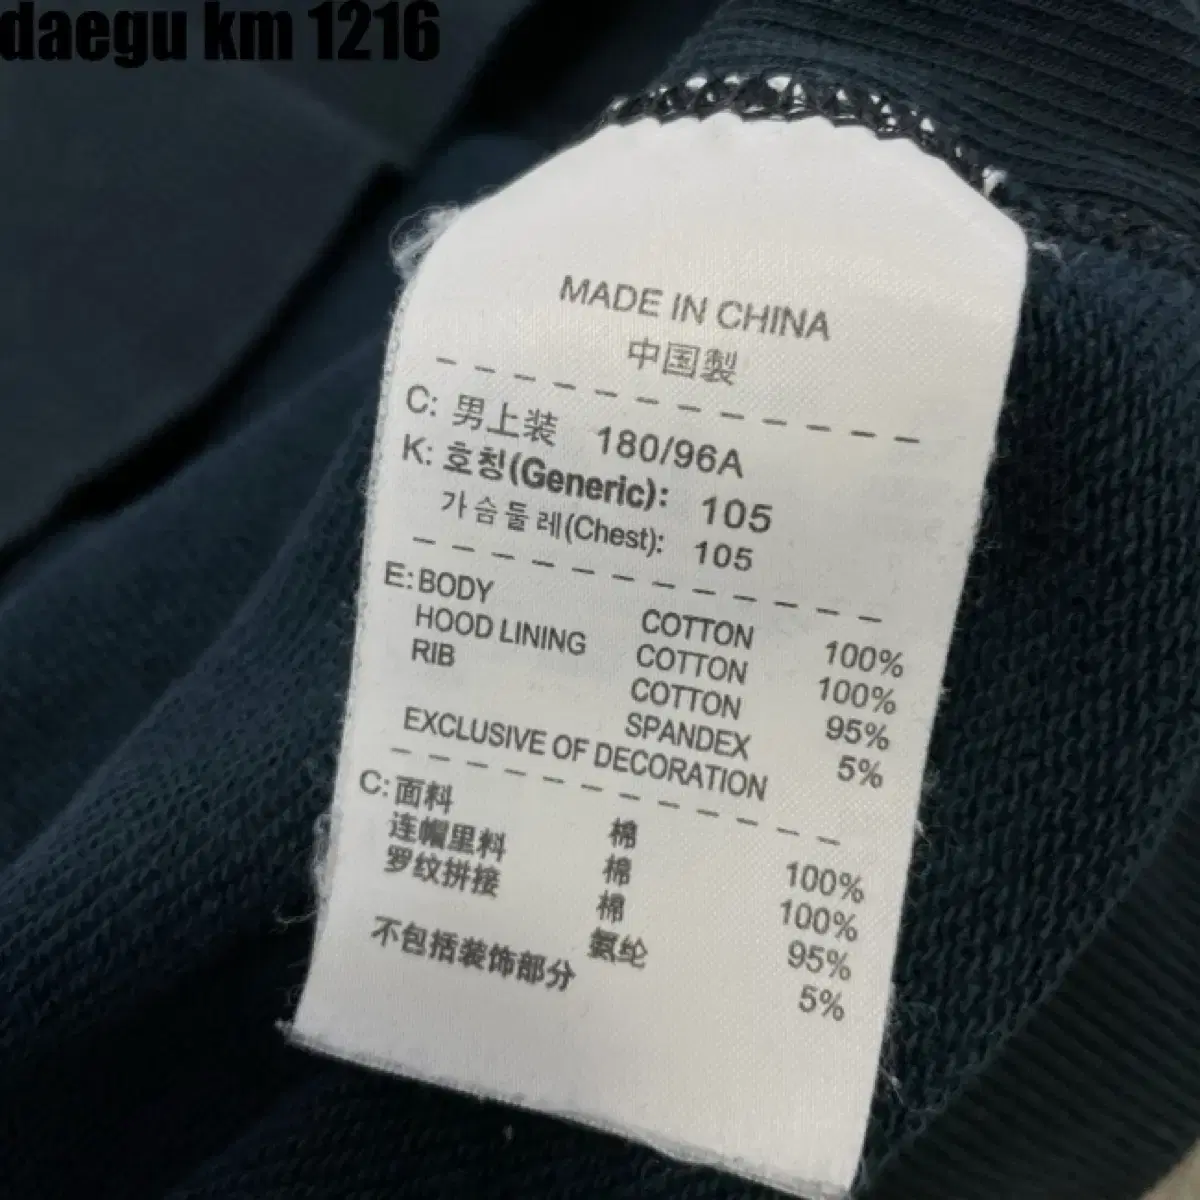 daegu km 1216
MADE IN CHINA
中国製
C: 男上装 180/96A
K: 호칭(Generic): 105
가슴둘레(Chest): 105
E: BODY COTTON 100%
HOOD LINING COTTON 100%
RIB COTTON 95%
SPANDEX 5%
EXCLUSIVE OF DECORATION
C: 面料 棉 100%
连帽里料 棉 100%
罗纹拼接 棉 95%
氨纶 5%
不包括装饰部分